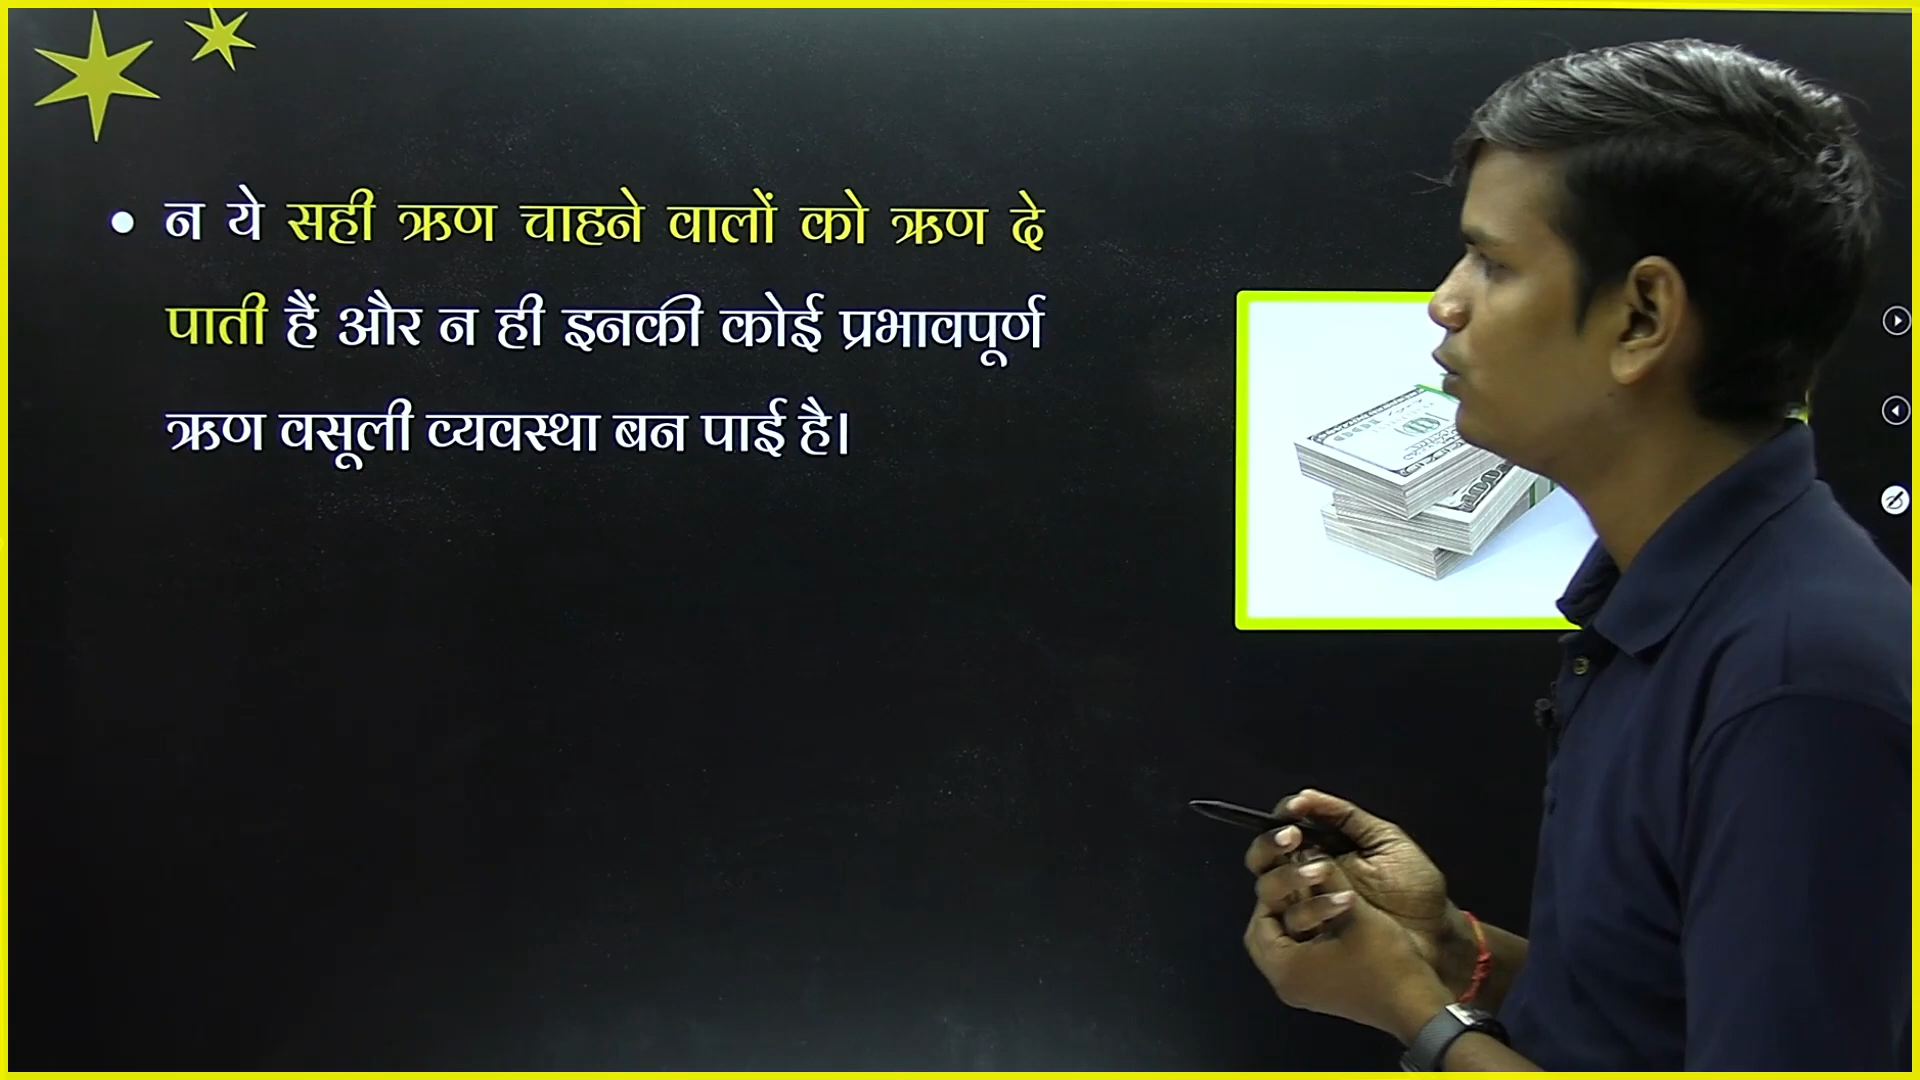 • न ये सही ऋण चाहने वालों को ऋण दे
पाती हैं और न ही इनकी कोई प्रभावपूर्ण
ऋण वसूली व्यवस्था बन पाई है।